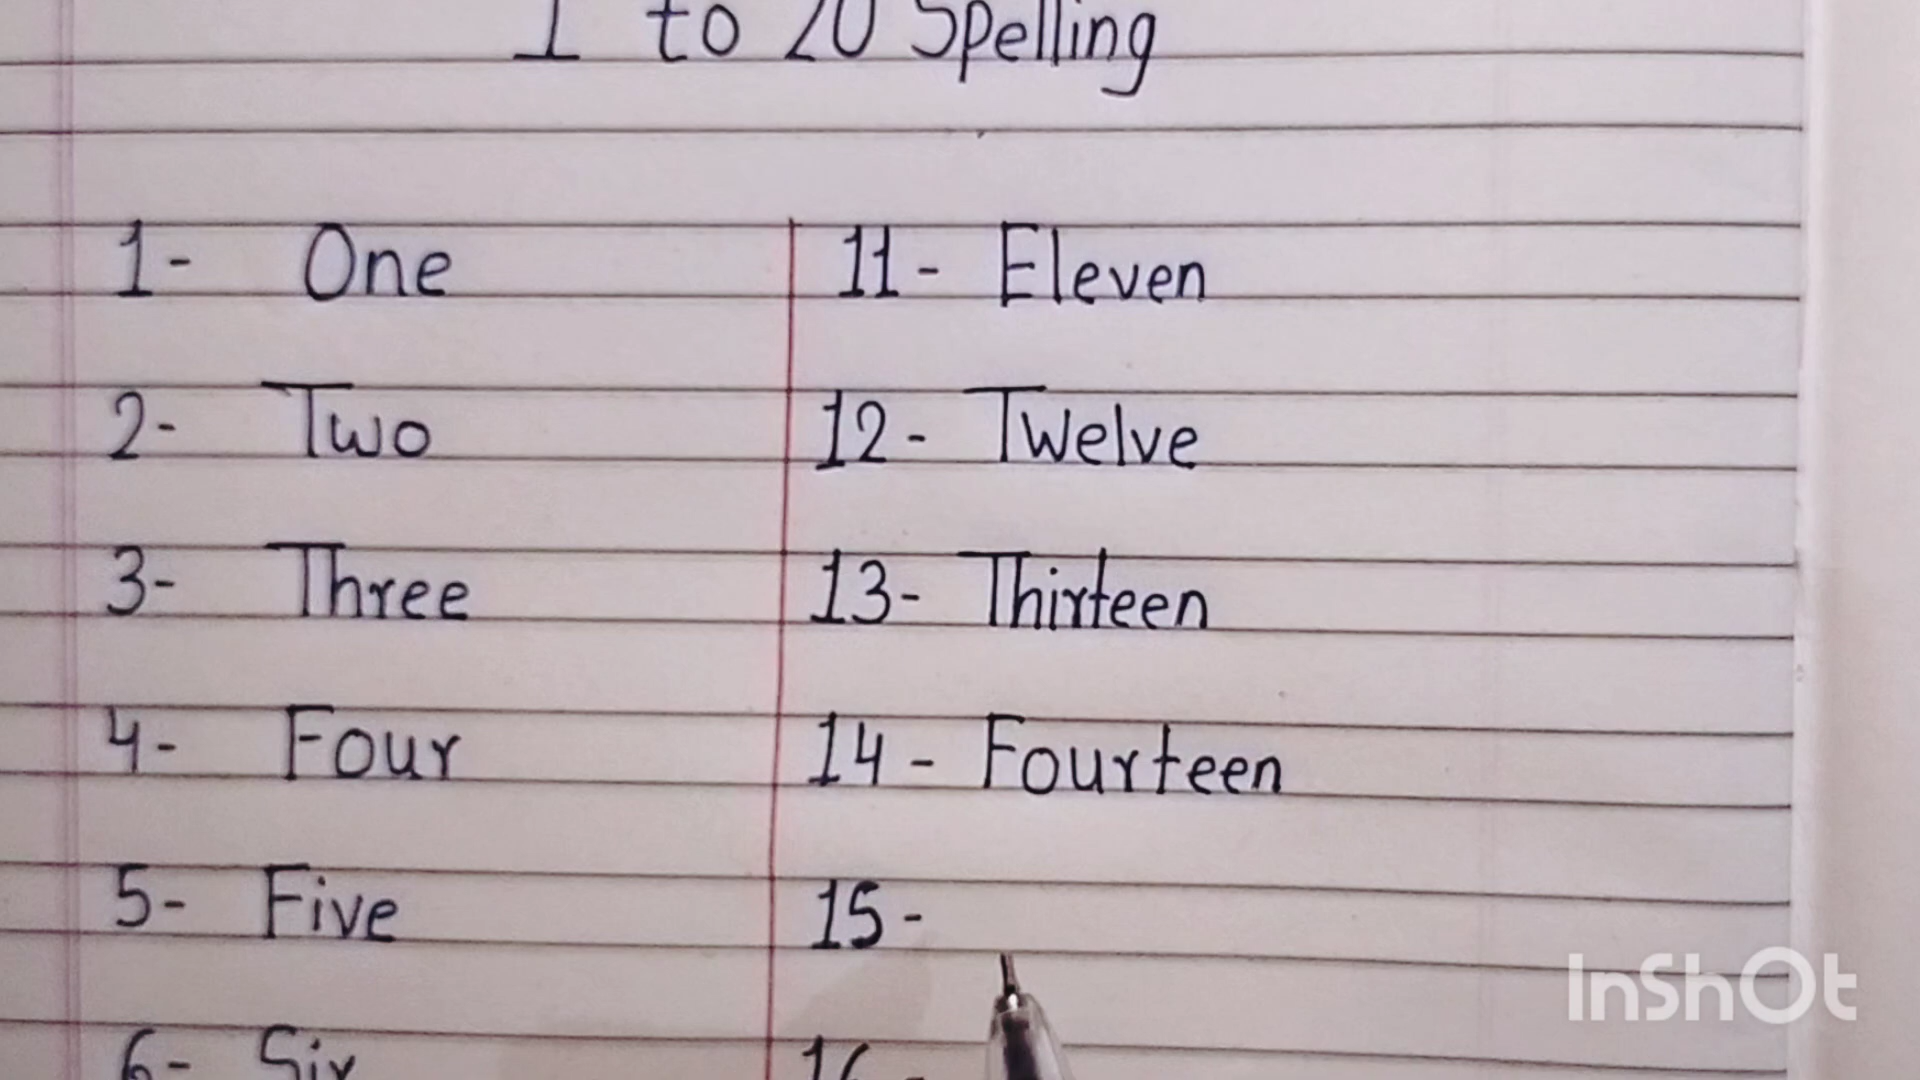 1 to 20 Spelling
1- One
2- Two
3- Three
4- Four
5- Five
6- Six
11- Eleven
12- Twelve
13- Thirteen
14- Fourteen
15-
16-
InShOt